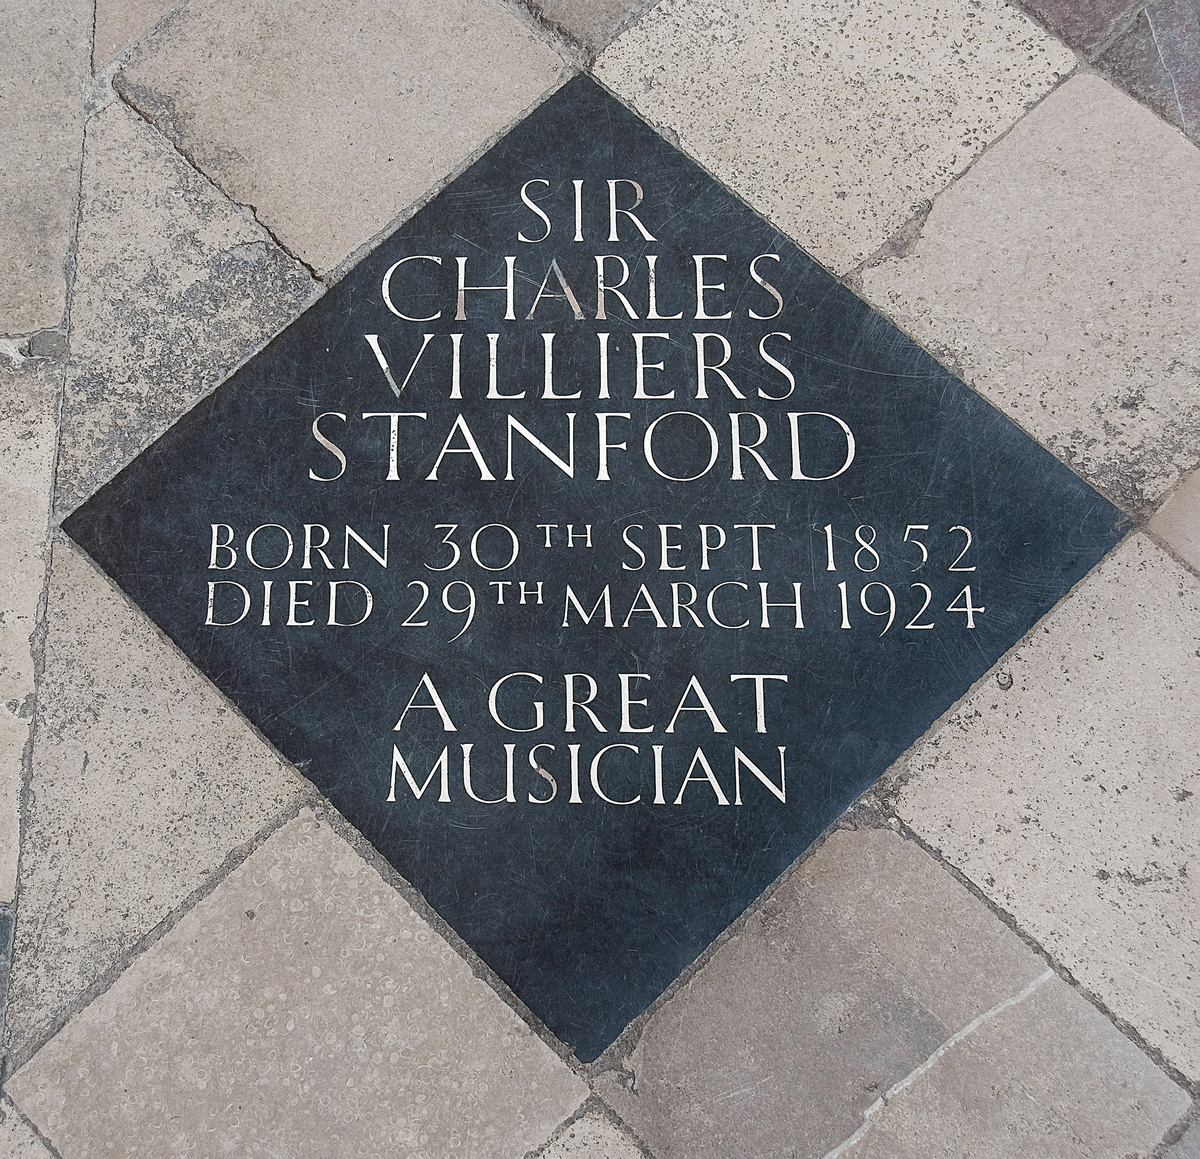 SIR
CHARLES
VILLIERS
STANFORD
BORN 30TH SEPT 1852
DIED 29TH MARCH 1924
A GREAT
MUSICIAN